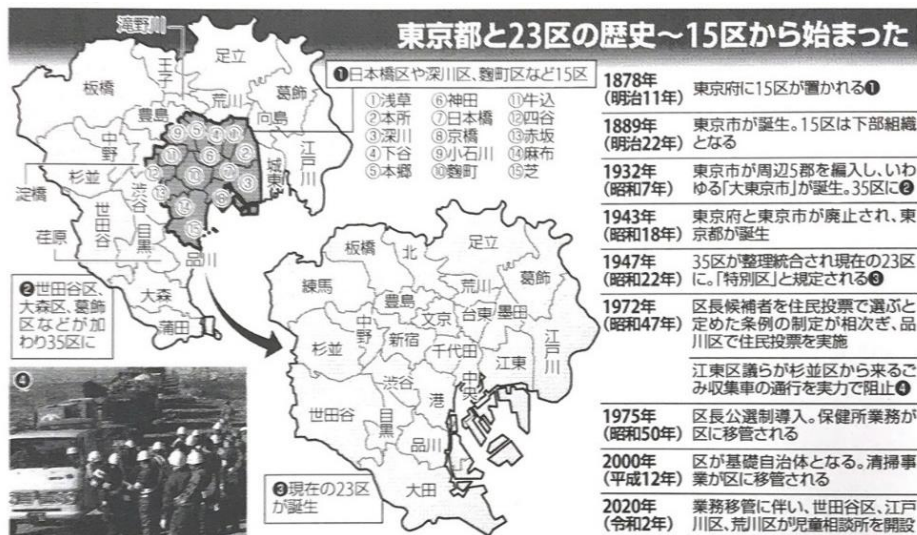 東京都と23区の歴史～15区から始まった
滝野川
板橋
王子
足立
荒川
葛飾
豊島
向島
中野
江戸川
淀橋
杉並
渋谷
城東
世田谷
目黒
荏原
品川
大森
蒲田
⑨⑤④①
⑪⑥②
⑫⑩⑦③
⑬⑧
⑭
⑮
❶日本橋区や深川区、麴町区など15区
①浅草 ⑥神田 ⑪牛込
②本所 ⑦日本橋 ⑫四谷
③深川 ⑧京橋 ⑬赤坂
④下谷 ⑨小石川 ⑭麻布
⑤本郷 ⑩麴町 ⑮芝
❷世田谷区、
大森区、葛飾
区などが加
わり35区に
板橋
北
足立
練馬
荒川
葛飾
豊島
文京
台東
墨田
中野
杉並
新宿
千代田
江戸川
江東
渋谷
中央
港
世田谷
目黒
品川
大田
❸現在の23区
が誕生
❹
1878年
(明治11年)
東京府に15区が置かれる❶
1889年
(明治22年)
東京市が誕生。15区は下部組織
となる
1932年
(昭和7年)
東京市が周辺5郡を編入し、いわ
ゆる「大東京市」が誕生。35区に❷
1943年
(昭和18年)
東京府と東京市が廃止され、東
京都が誕生
1947年
(昭和22年)
35区が整理統合され現在の23区
に。「特別区」と規定される❸
1972年
(昭和47年)
区長候補者を住民投票で選ぶと
定めた条例の制定が相次ぎ、品
川区で住民投票を実施
江東区議らが杉並区から来るご
み収集車の通行を実力で阻止❹
1975年
(昭和50年)
区長公選制導入。保健所業務が
区に移管される
2000年
(平成12年)
区が基礎自治体となる。清掃事
業が区に移管される
2020年
(令和2年)
業務移管に伴い、世田谷区、江戸
川区、荒川区が児童相談所を開設